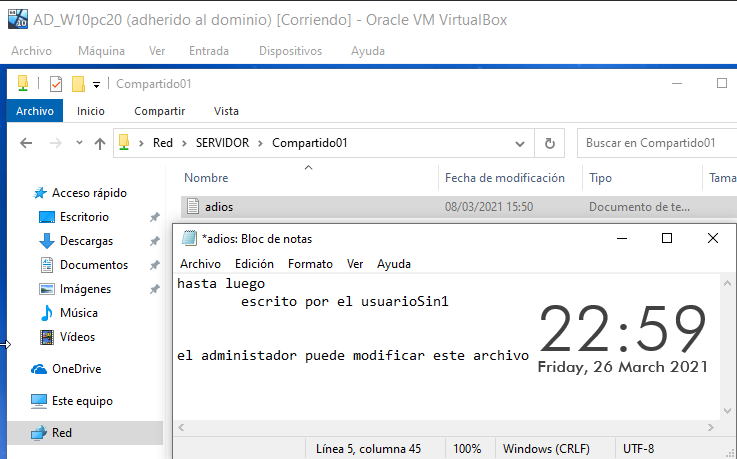 AD_W10pc20 (adherido al dominio) [Corriendo] - Oracle VM VirtualBox
Archivo Máquina Ver Entrada Dispositivos Ayuda
Compartido01
Archivo Inicio Compartir Vista
Red SERVIDOR Compartido01 Buscar en Compartido01
Nombre Fecha de modificación Tipo Tama
Acceso rápido
adios 08/03/2021 15:50 Documento de te...
Escritorio
Descargas
Documentos
Imágenes
Música
Vídeos
OneDrive
Este equipo
Red
*adios: Bloc de notas
Archivo Edición Formato Ver Ayuda
hasta luego
escrito por el usuarioSin1
el administador puede modificar este archivo
22:59
Friday, 26 March 2021
Línea 5, columna 45 100% Windows (CRLF) UTF-8